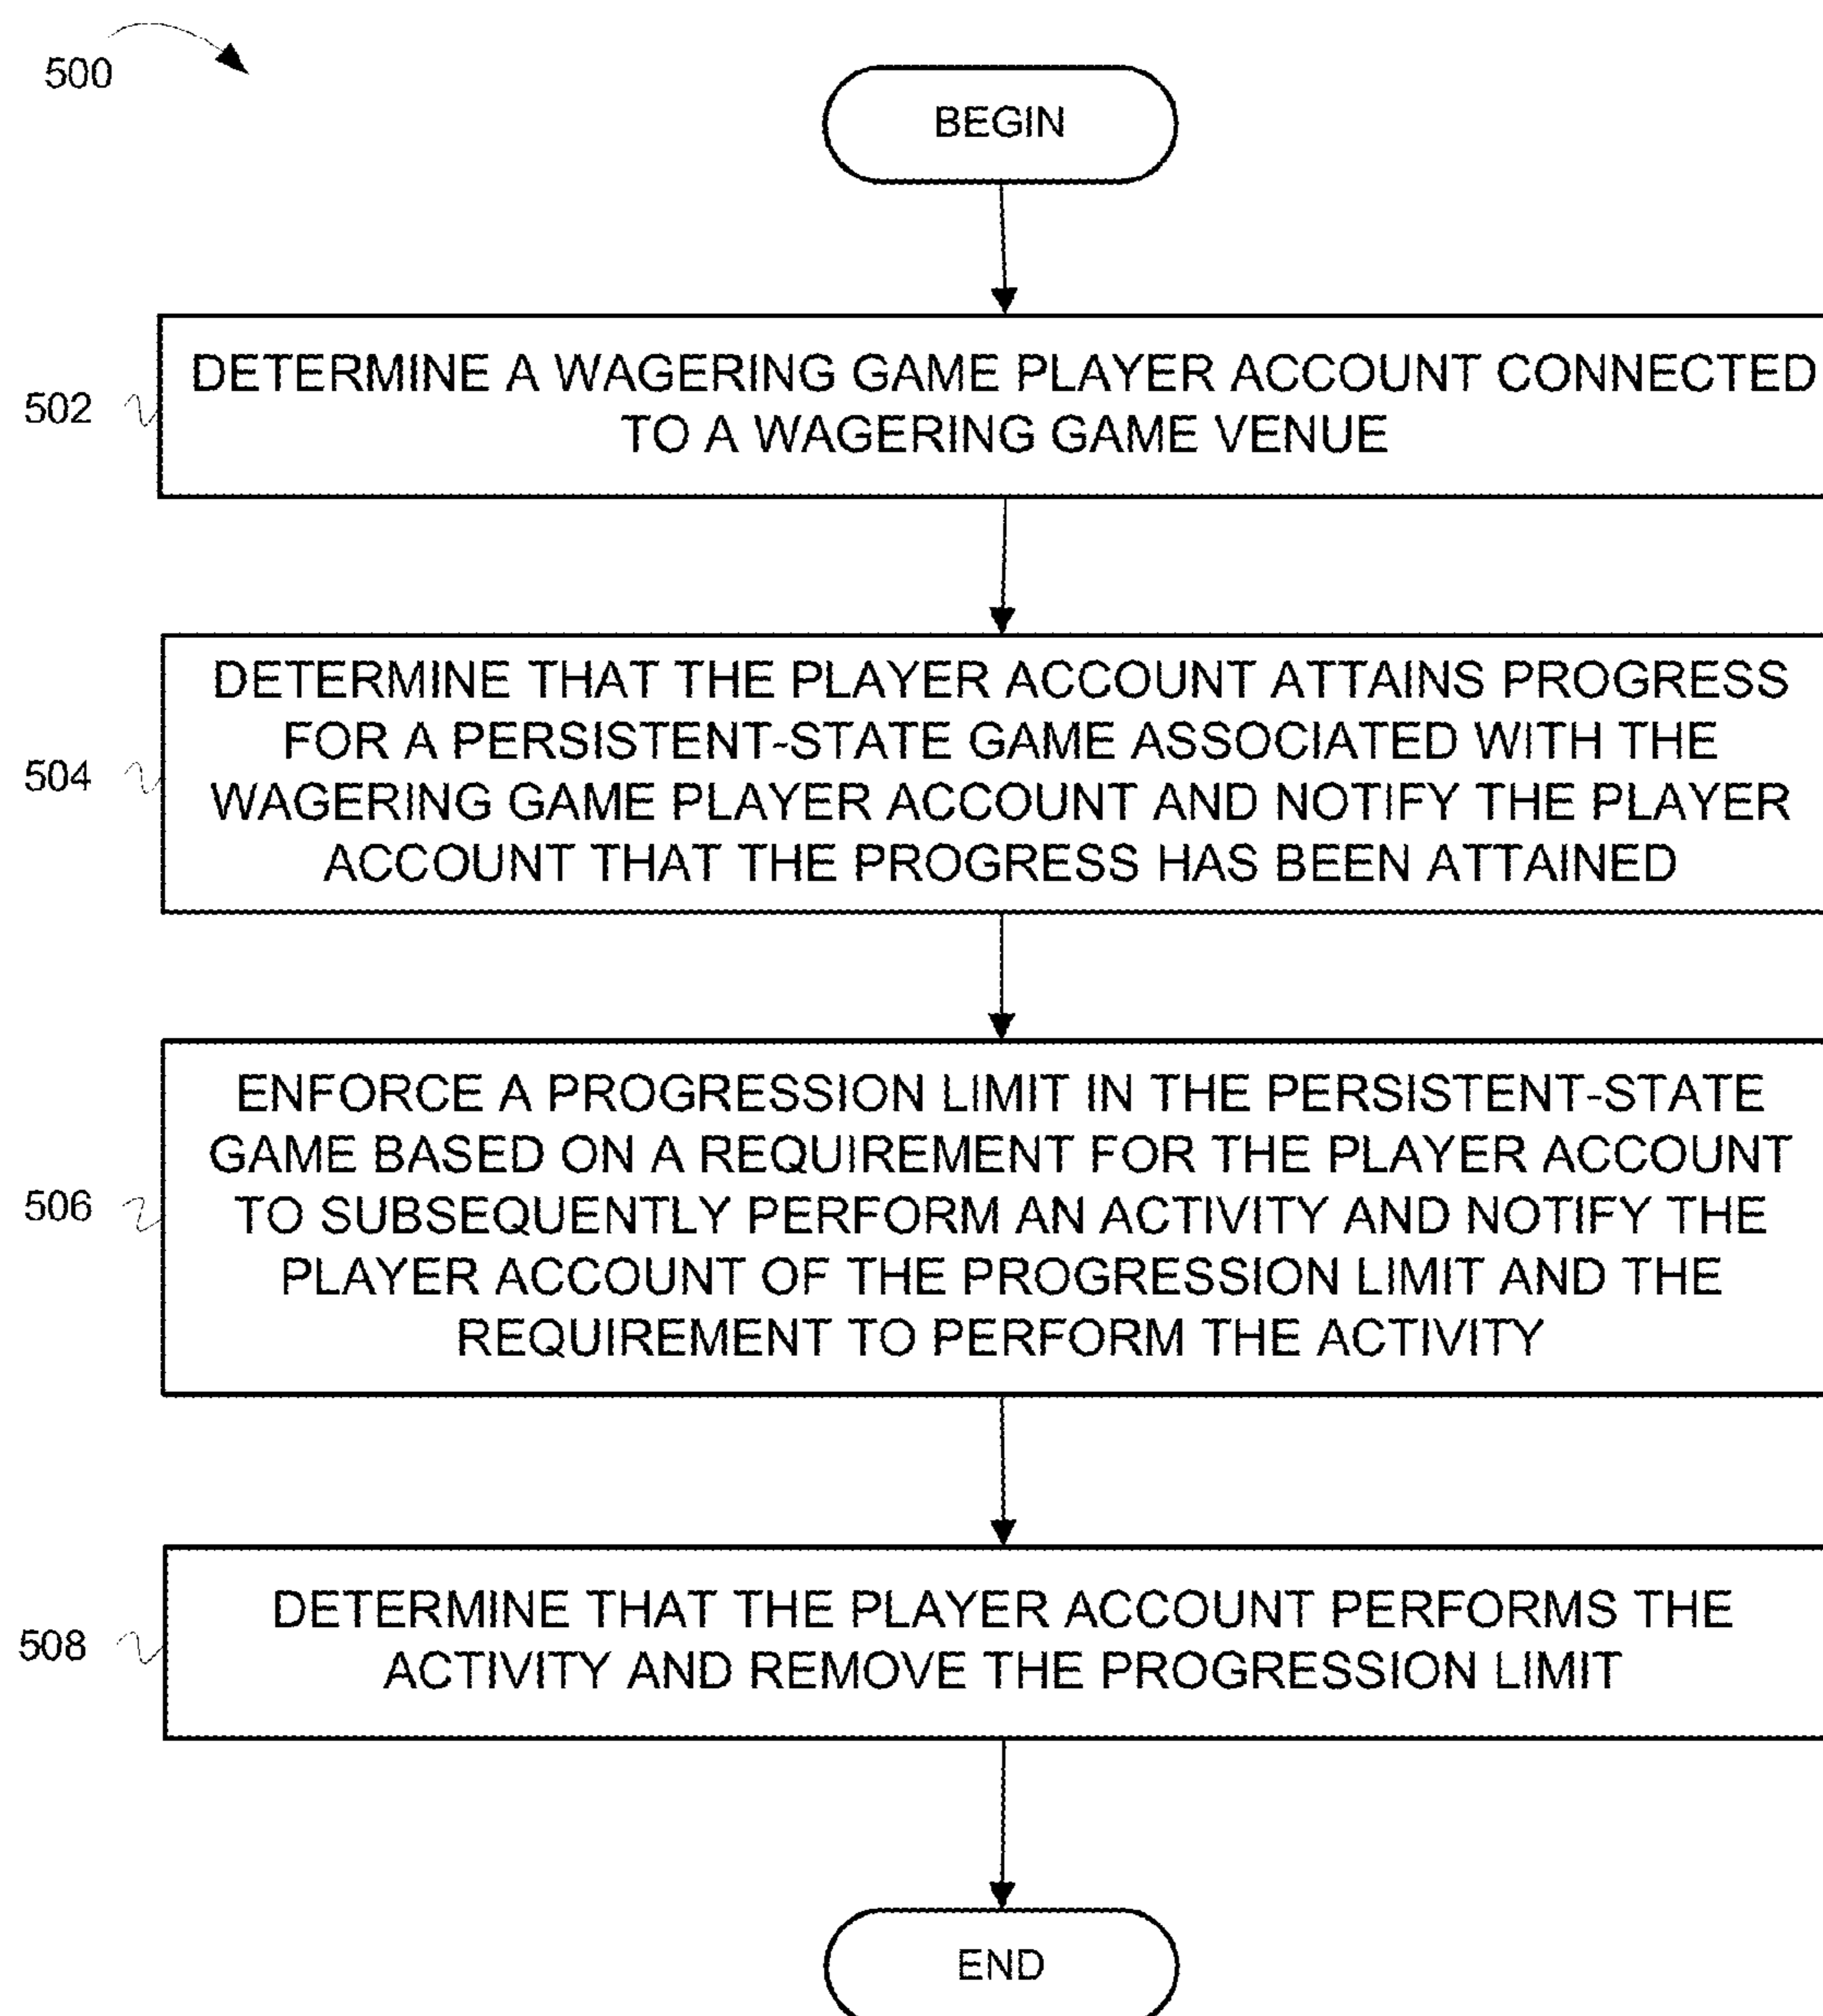 500
BEGIN
502
DETERMINE A WAGERING GAME PLAYER ACCOUNT CONNECTED
TO A WAGERING GAME VENUE
504
DETERMINE THAT THE PLAYER ACCOUNT ATTAINS PROGRESS
FOR A PERSISTENT-STATE GAME ASSOCIATED WITH THE
WAGERING GAME PLAYER ACCOUNT AND NOTIFY THE PLAYER
ACCOUNT THAT THE PROGRESS HAS BEEN ATTAINED
506
ENFORCE A PROGRESSION LIMIT IN THE PERSISTENT-STATE
GAME BASED ON A REQUIREMENT FOR THE PLAYER ACCOUNT
TO SUBSEQUENTLY PERFORM AN ACTIVITY AND NOTIFY THE
PLAYER ACCOUNT OF THE PROGRESSION LIMIT AND THE
REQUIREMENT TO PERFORM THE ACTIVITY
508
DETERMINE THAT THE PLAYER ACCOUNT PERFORMS THE
ACTIVITY AND REMOVE THE PROGRESSION LIMIT
END